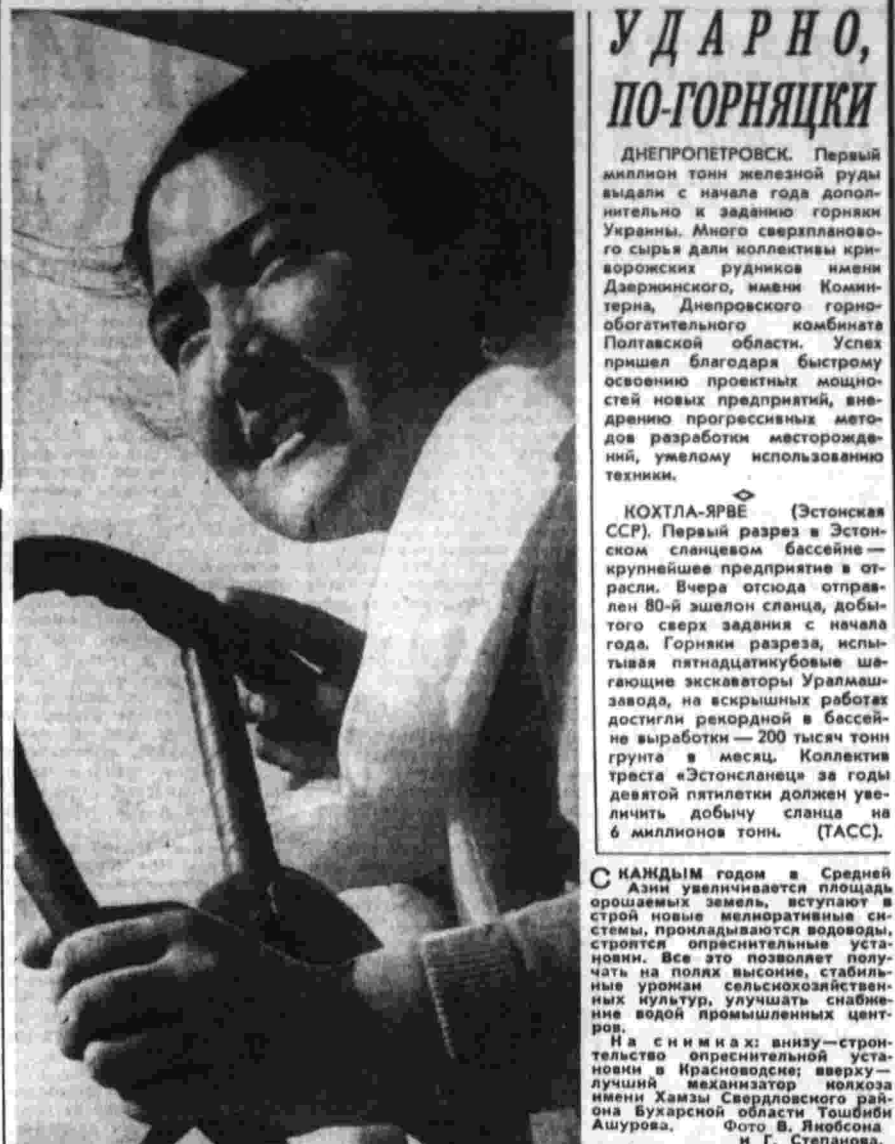 УДАРНО,
ПО-ГОРНЯЦКИ
ДНЕПРОПЕТРОВСК. Первый
миллион тонн железной руды
выдали с начала года допол-
нительно к заданию горняки
Украины. Много сверхпланово-
го сырья дали коллективы кри-
ворожских рудников имени
Дзержинского, имени Комин-
терна, Днепровского горно-
обогатительного комбината
Полтавской области. Успех
пришел благодаря быстрому
освоению проектных мощно-
стей новых предприятий, вне-
дрению прогрессивных мето-
дов разработки месторожде-
ний, умелому использованию
техники.
КОХТЛА-ЯРВЕ (Эстонская
ССР). Первый разрез в Эстон-
ском сланцевом бассейне —
крупнейшее предприятие в от-
расли. Вчера отсюда отправ-
лен 80-й эшелон сланца, добы-
того сверх задания с начала
года. Горняки разреза, испы-
тывая пятнадцатикубовые ша-
гающие экскаваторы Уралмаш-
завода, на вскрышных работах
достигли рекордной в бассей-
не выработки — 200 тысяч тонн
грунта в месяц. Коллектив
треста «Эстонсланец» за годы
девятой пятилетки должен уве-
личить добычу сланца на
6 миллионов тонн. (ТАСС).
С КАЖДЫМ годом в Средней
Азии увеличивается площадь
орошаемых земель, вступают в
строй новые мелиоративные си-
стемы, прокладываются водоводы,
строятся опреснительные уста-
новки. Все это позволяет полу-
чать на полях высокие, стабиль-
ные урожаи сельскохозяйствен-
ных культур, улучшать снабже-
ние водой промышленных цент-
ров.
На снимках: внизу—строи-
тельство опреснительной уста-
новки в Красноводске; вверху—
лучший механизатор колхоза
имени Хамзы Свердловского рай-
она Бухарской области Тошбиби
Ашурова. Фото В. Якобсона
и Г. Степанова.